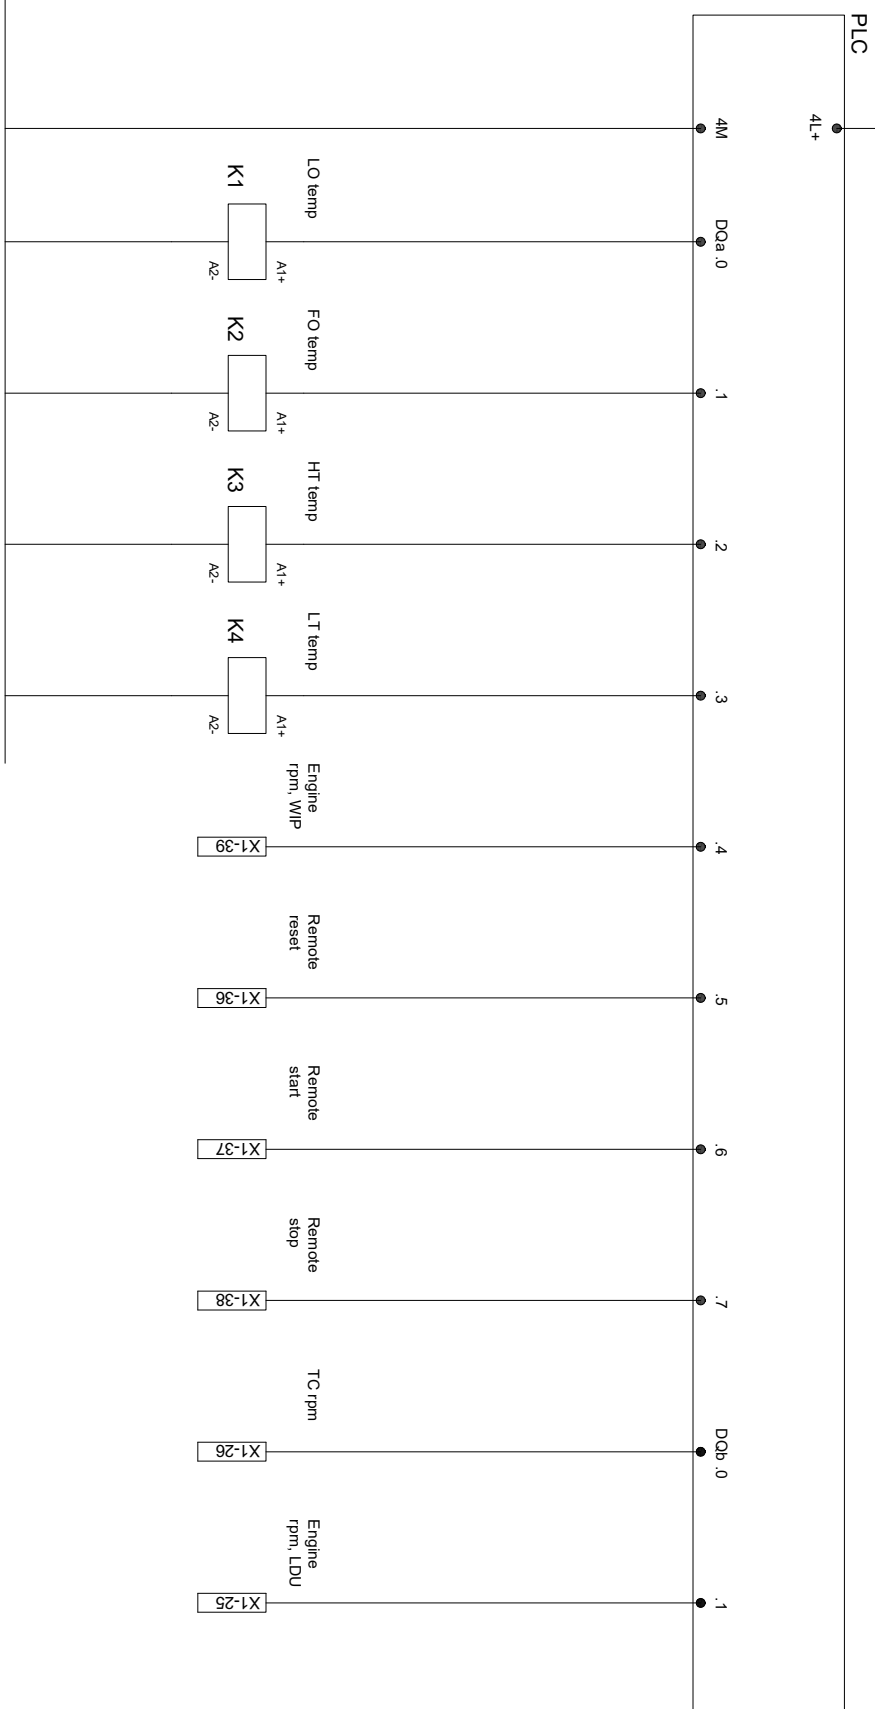 PLC
4L+
4M
DQa .0
.1
.2
.3
.4
.5
.6
.7
DQb .0
.1
LO temp
K1
A1+
A2-
FO temp
K2
A1+
A2-
HT temp
K3
A1+
A2-
LT temp
K4
A1+
A2-
Engine
rpm, WIP
X1-39
Remote
reset
X1-36
Remote
start
X1-37
Remote
stop
X1-38
TC rpm
X1-26
Engine
rpm, LDU
X1-25